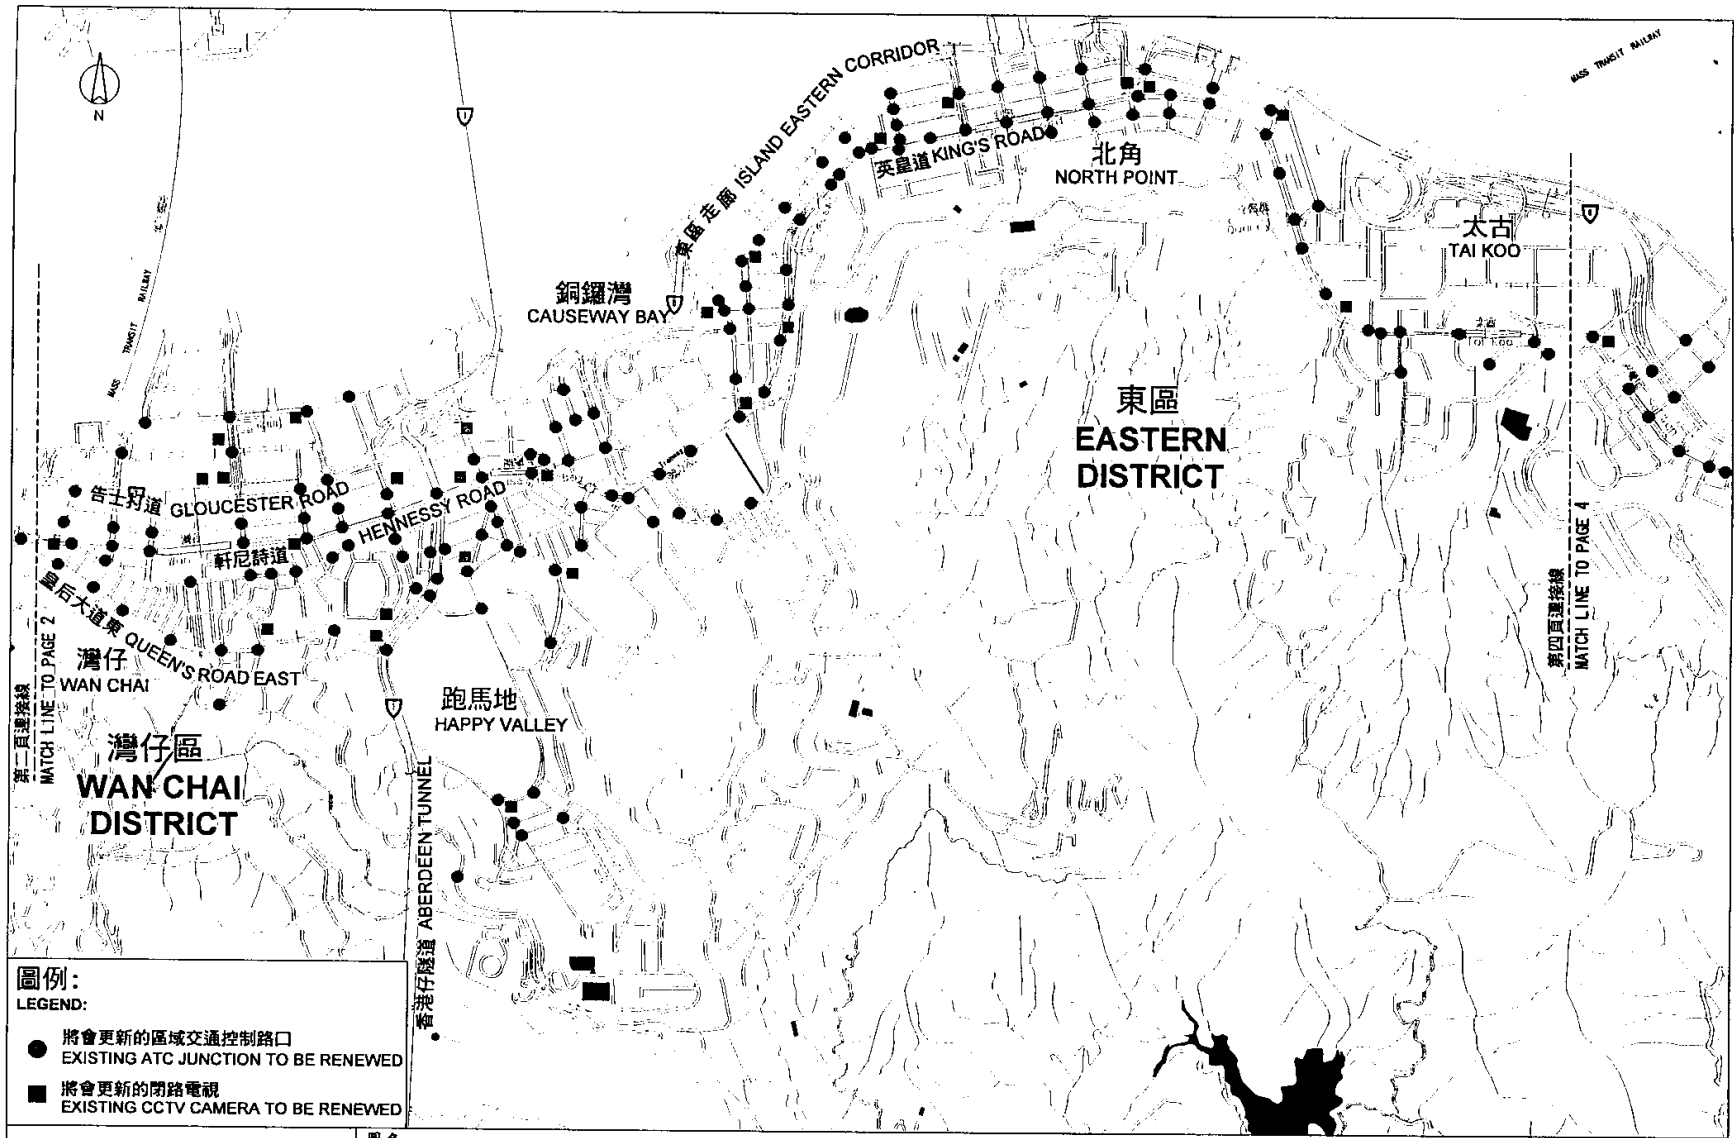 N
MASS TRANSIT RAILWAY
東區走廊 ISLAND EASTERN CORRIDOR
英皇道 KING'S ROAD
北角
NORTH POINT
太古
TAI KOO
MASS TRANSIT RAILWAY
銅鑼灣
CAUSEWAY BAY
東區
EASTERN
DISTRICT
告士打道 GLOUCESTER ROAD
軒尼詩道 HENNESSY ROAD
皇后大道東 QUEEN'S ROAD EAST
灣仔
WAN CHAI
第二頁連接線
MATCH LINE TO PAGE 2
跑馬地
HAPPY VALLEY
灣仔區
WAN CHAI
DISTRICT
香港仔隧道 ABERDEEN TUNNEL
第四頁連接線
MATCH LINE TO PAGE 4
圖例:
LEGEND:
將會更新的區域交通控制路口
EXISTING ATC JUNCTION TO BE RENEWED
將會更新的閉路電視
EXISTING CCTV CAMERA TO BE RENEWED